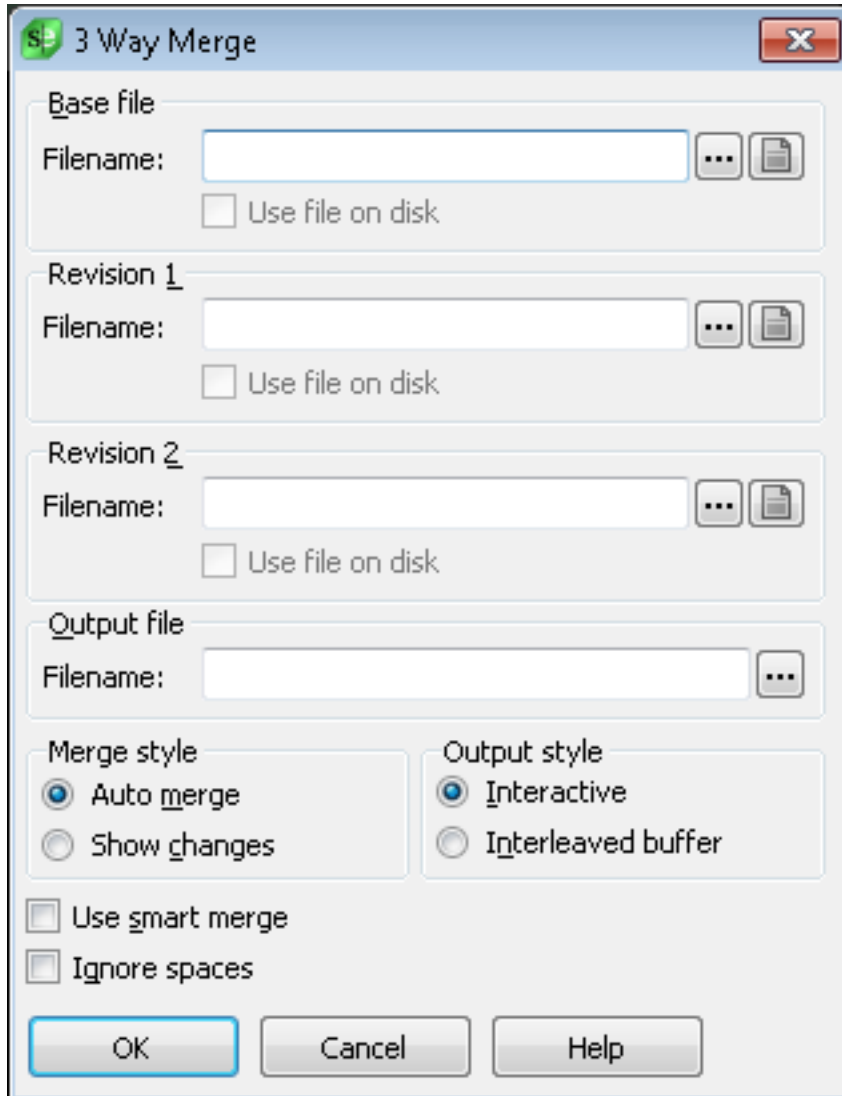 3 Way Merge
Base file
Filename:
...
Use file on disk
Revision 1
Filename:
...
Use file on disk
Revision 2
Filename:
...
Use file on disk
Output file
Filename:
...
Merge style
Auto merge
Show changes
Output style
Interactive
Interleaved buffer
Use smart merge
Ignore spaces
OK
Cancel
Help